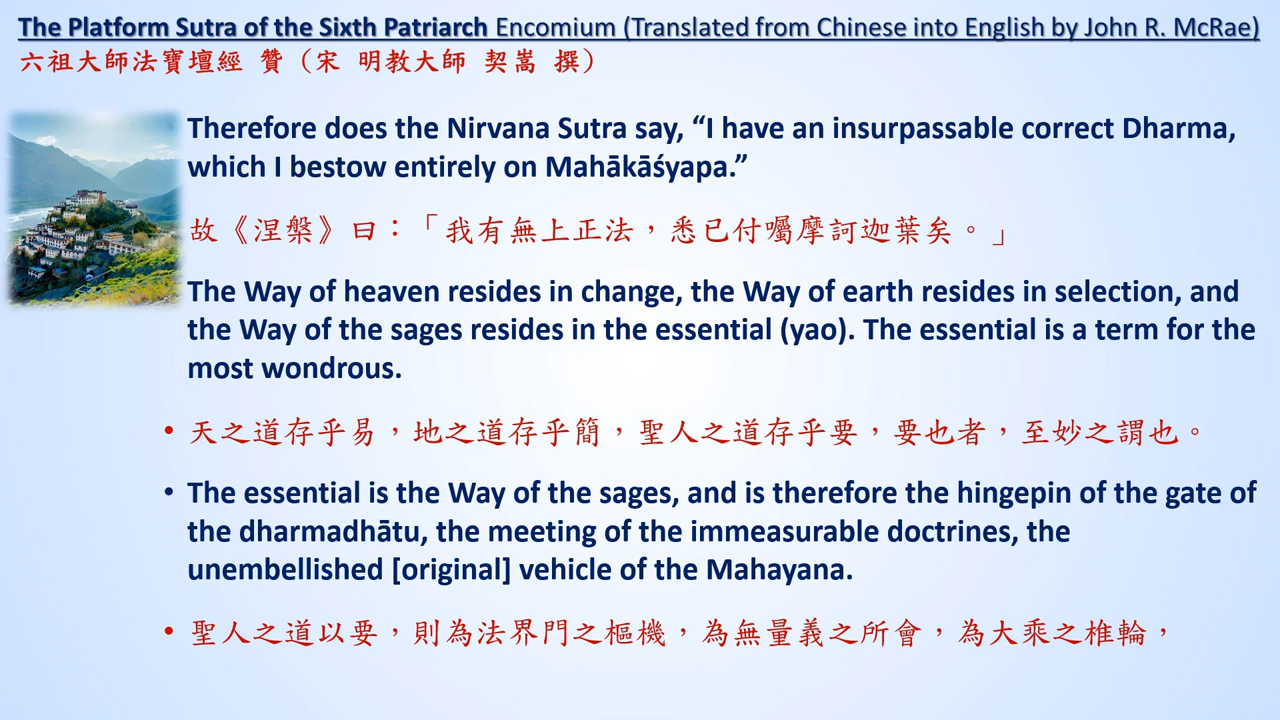 The Platform Sutra of the Sixth Patriarch Encomium (Translated from Chinese into English by John R. McRae)
六祖大師法寶壇經 贊 (宋 明教大師 契嵩 撰)
Therefore does the Nirvana Sutra say, “I have an insurpassable correct Dharma,
which I bestow entirely on Mahākāśyapa.”
故《涅槃》曰：「我有無上正法，悉已付囑摩訶迦葉矣。」
The Way of heaven resides in change, the Way of earth resides in selection, and
the Way of the sages resides in the essential (yao). The essential is a term for the
most wondrous.
• 天之道存乎易，地之道存乎簡，聖人之道存乎要，要也者，至妙之謂也。
• The essential is the Way of the sages, and is therefore the hingepin of the gate of
the dharmadhātu, the meeting of the immeasurable doctrines, the
unembellished [original] vehicle of the Mahayana.
• 聖人之道以要，則為法界門之樞機，為無量義之所會，為大乘之椎輪，